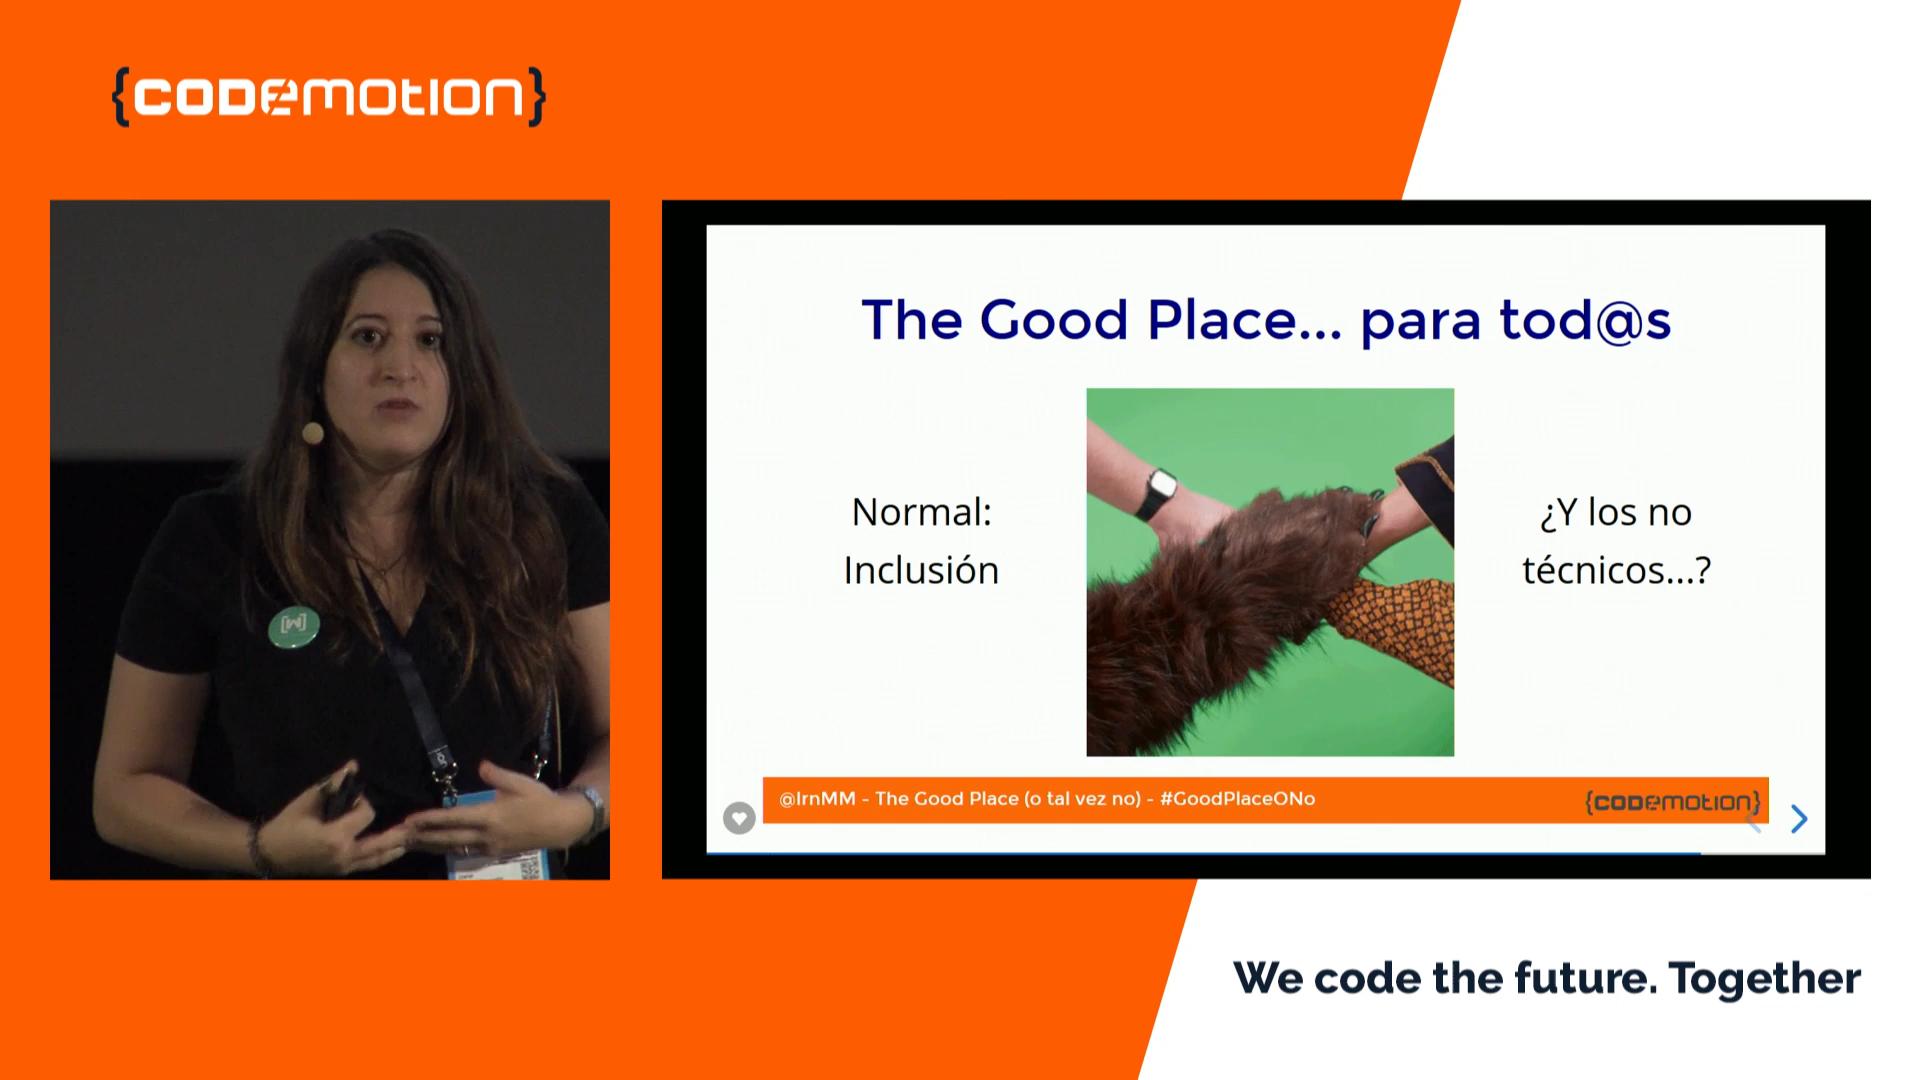 {CODEMOTION}
The Good Place... para tod@s
Normal:
Inclusión
¿Y los no
técnicos...?
@IrnMM - The Good Place (o tal vez no) - #GoodPlaceONo
{CODEMOTION}
We code the future. Together